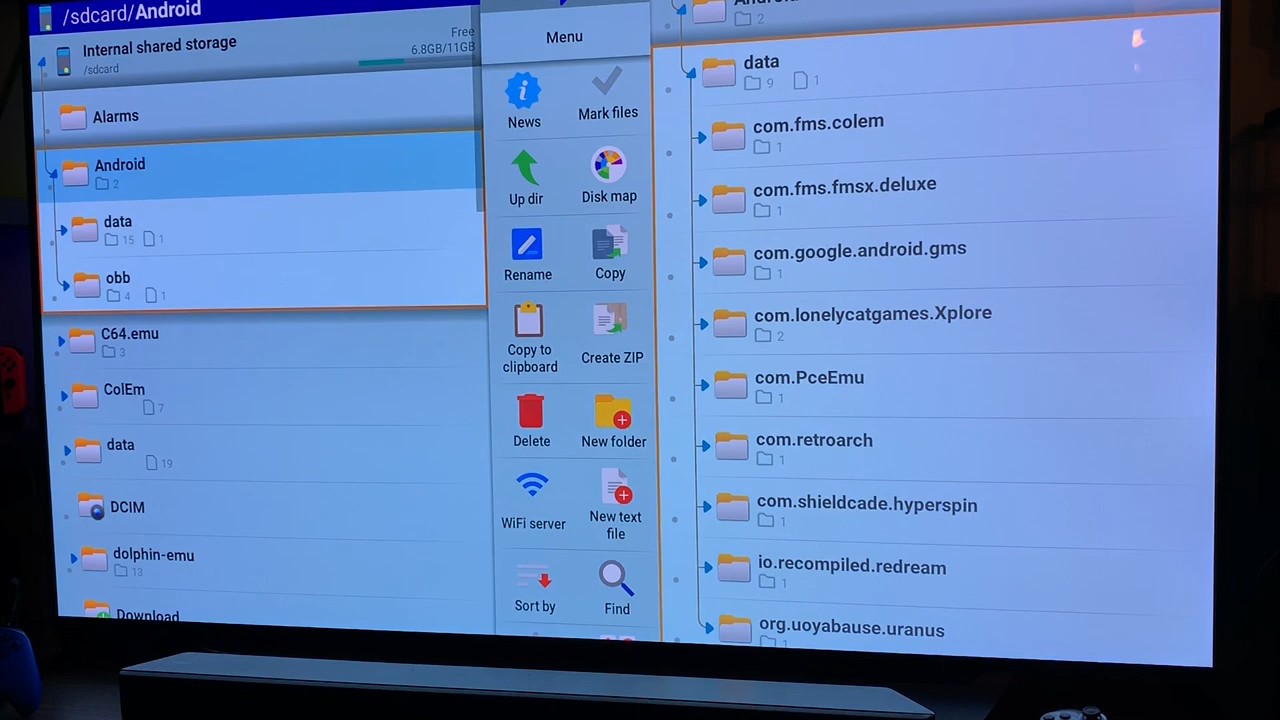 /sdcard/Android
Internal shared storage
/sdcard
Free
6.8GB/11GB
Alarms
Android
2
data
15 1
obb
4 1
C64.emu
3
ColEm
7
data
19
DCIM
dolphin-emu
13
Download
Menu
News
Mark files
Up dir
Disk map
Rename
Copy
Copy to
clipboard
Create ZIP
Delete
New folder
WiFi server
New text
file
Sort by
Find
Android
2
data
9 1
com.fms.colem
1
com.fms.fmsx.deluxe
1
com.google.android.gms
1
com.lonelycatgames.Xplore
2
com.PceEmu
1
com.retroarch
1
com.shieldcade.hyperspin
1
io.recompiled.redream
1
org.uoyabause.uranus
1